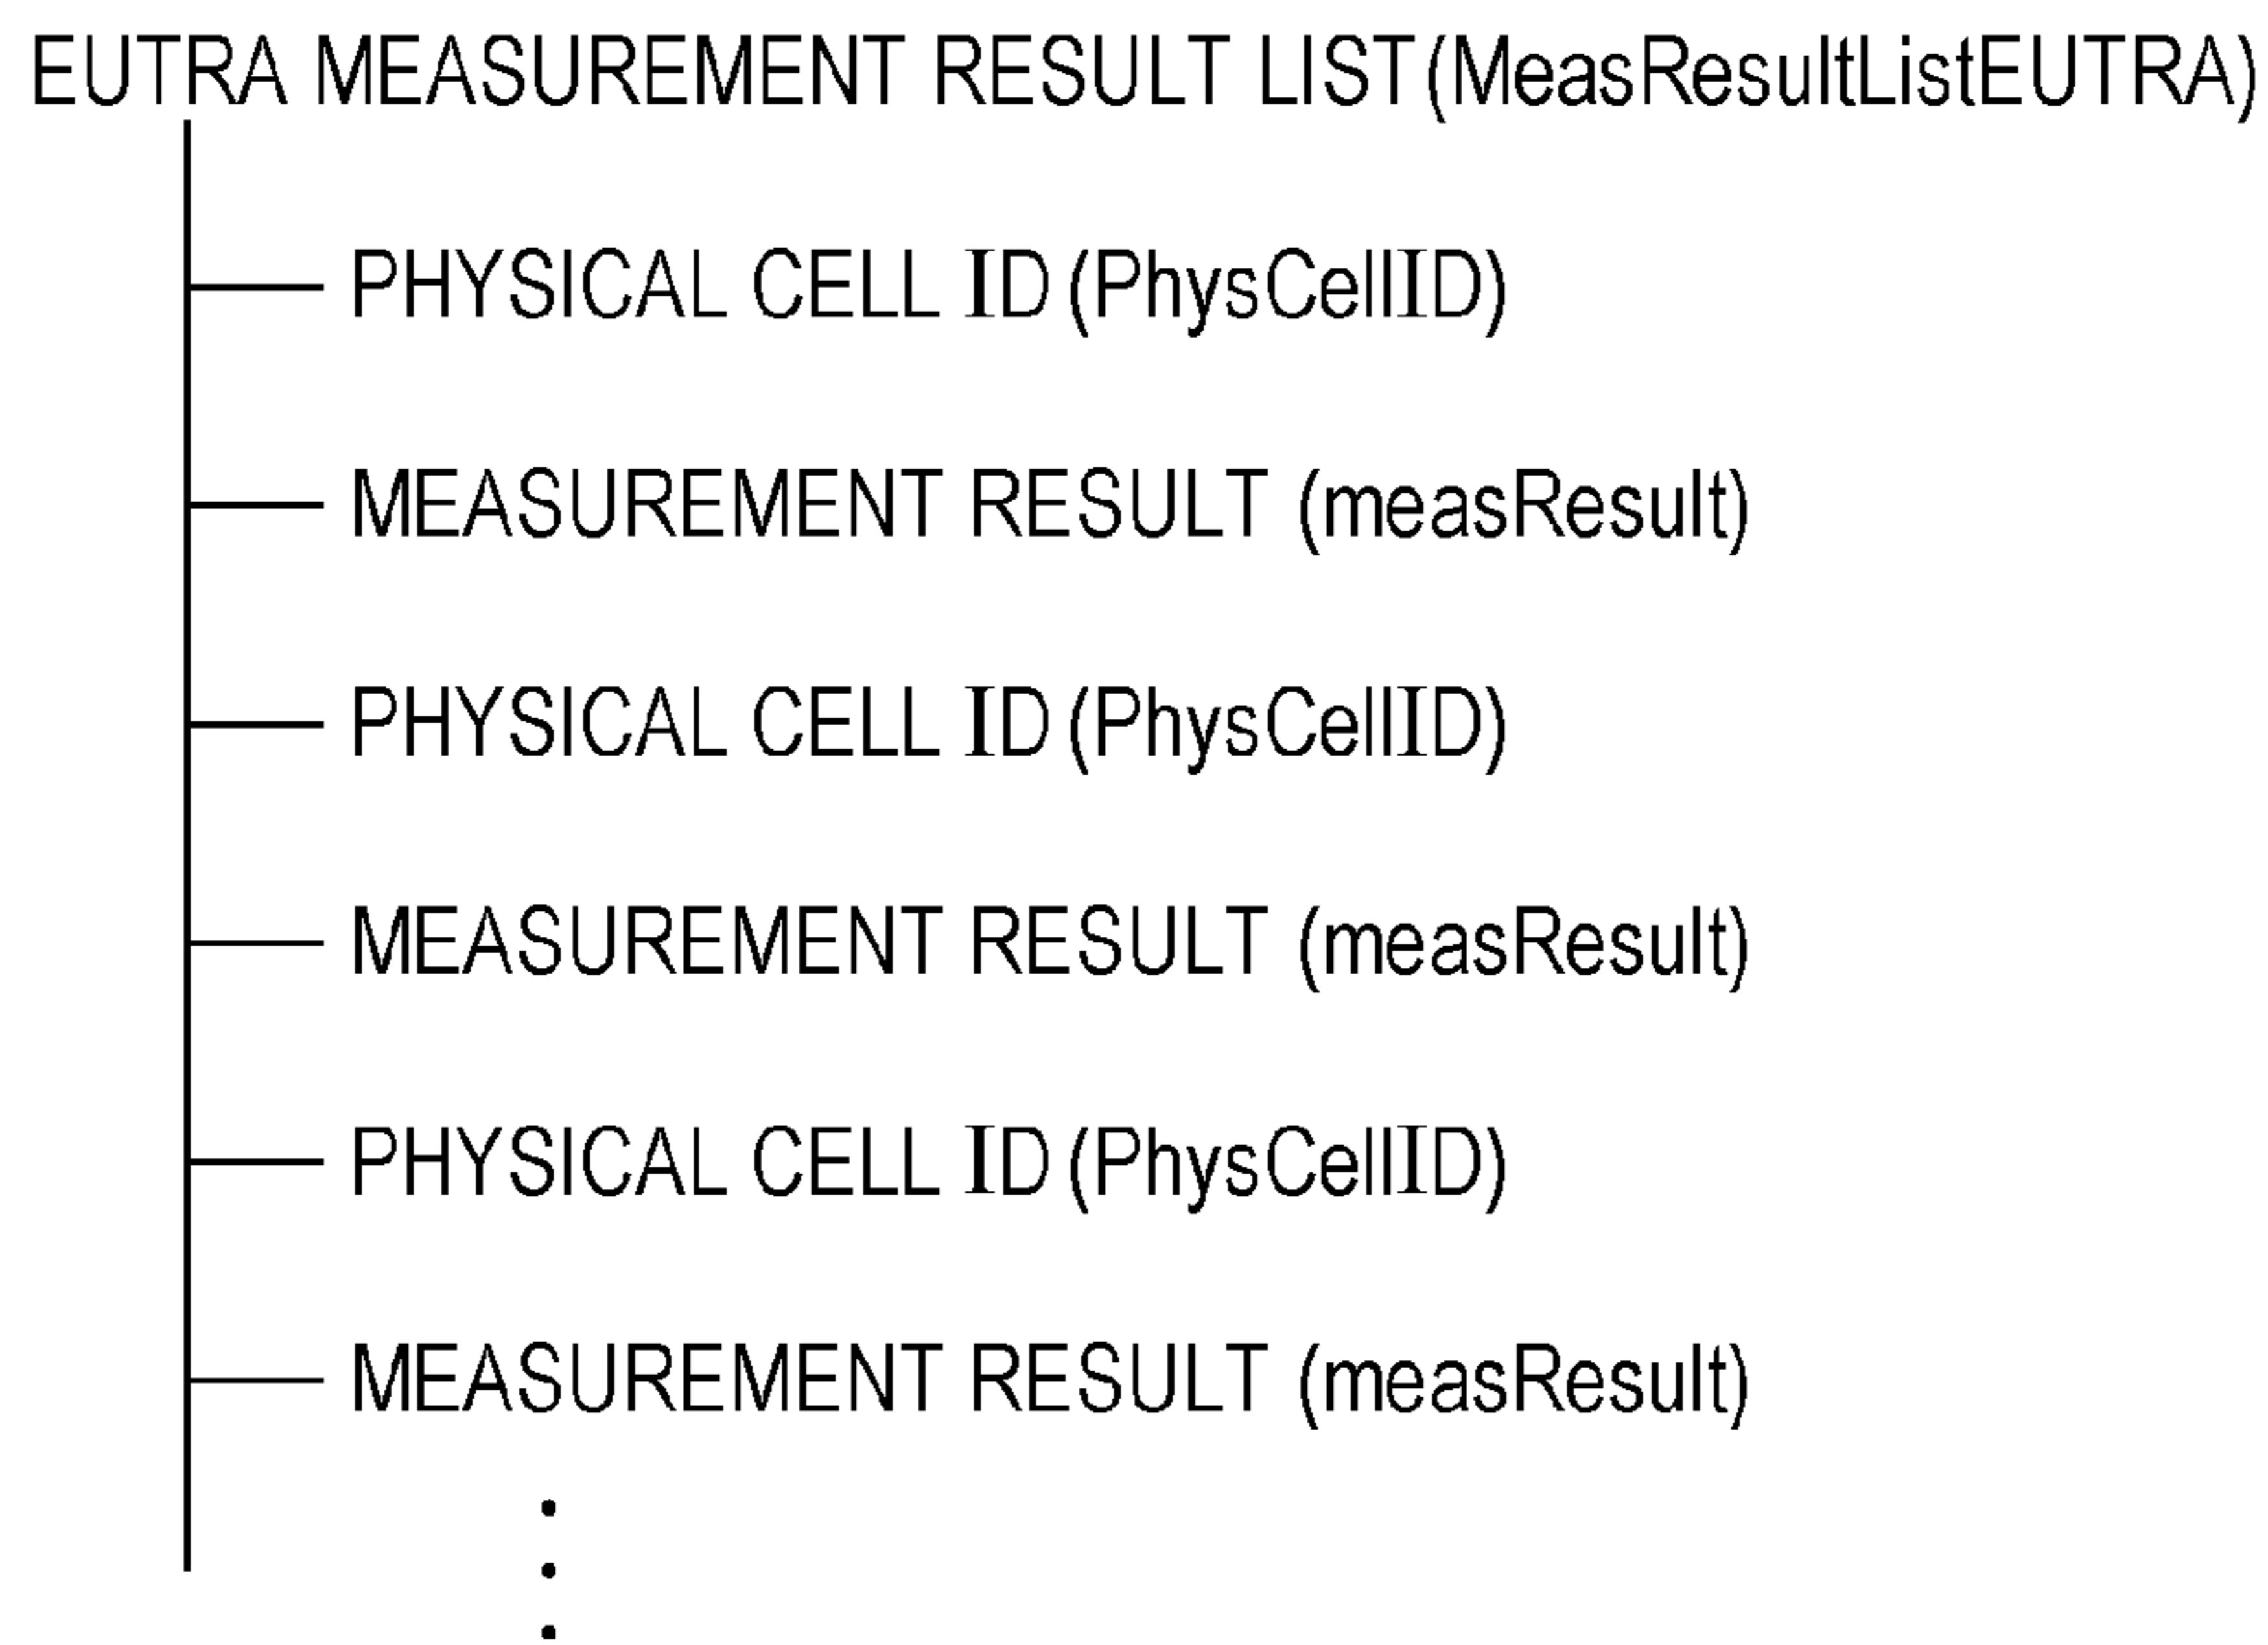 EUTRA MEASUREMENT RESULT LIST(MeasResultListEUTRA)
PHYSICAL CELL ID(PhysCellID)
MEASUREMENT RESULT (measResult)
PHYSICAL CELL ID(PhysCellID)
MEASUREMENT RESULT (measResult)
PHYSICAL CELL ID(PhysCellID)
MEASUREMENT RESULT (measResult)